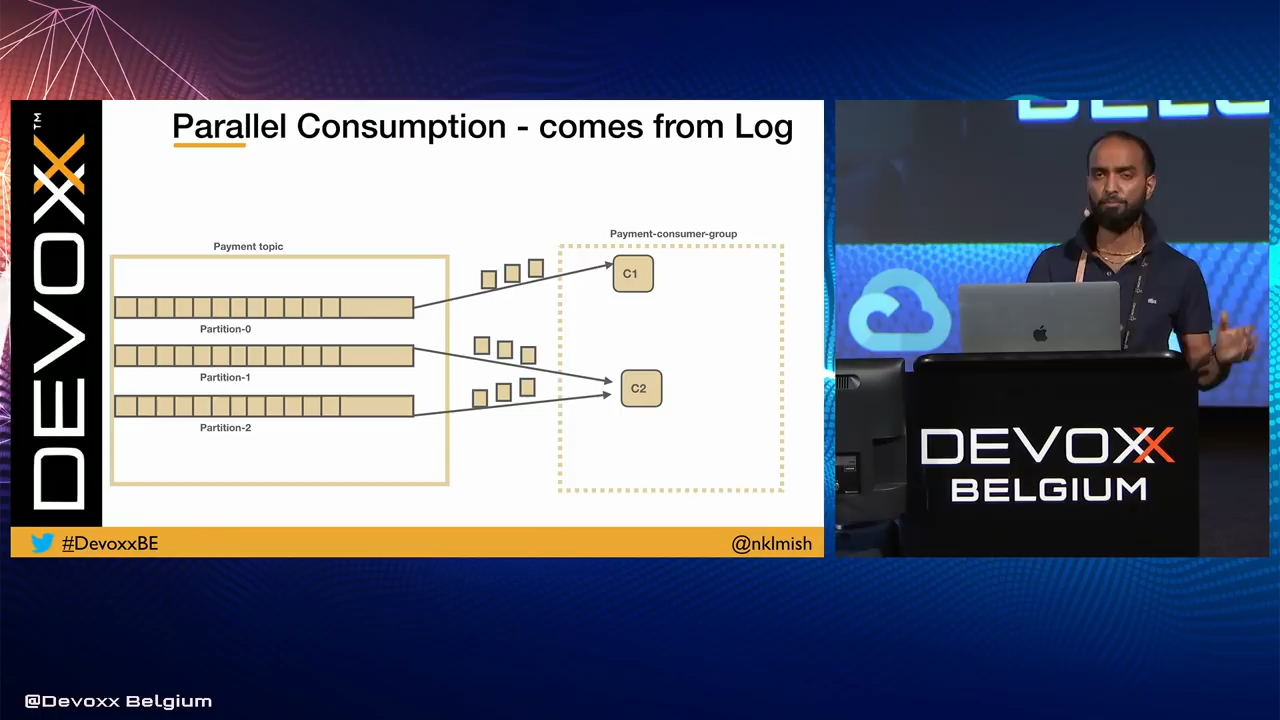 DEVOXX™
Parallel Consumption - comes from Log
Payment topic
Payment-consumer-group
C1
Partition-0
Partition-1
C2
Partition-2
#DevoxxBE
@nklmish
DEVOXX
BELGIUM
@Devoxx Belgium